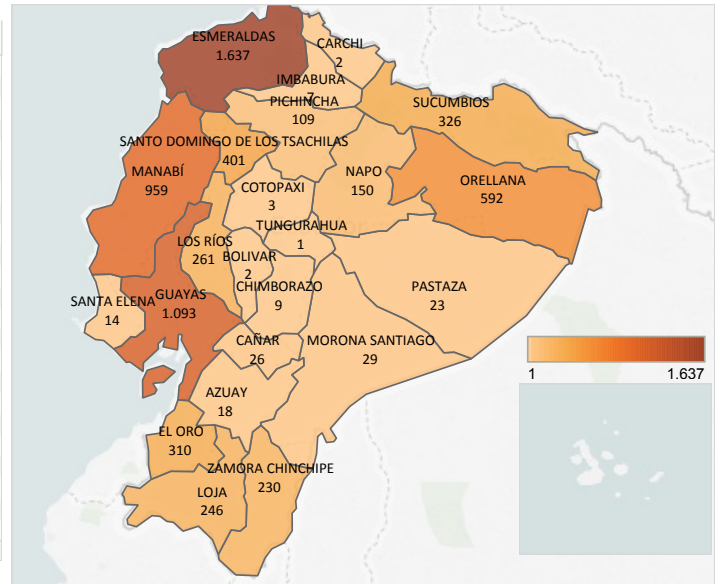 ESMERALDAS
1.637
CARCHI
2
IMBABURA
7
PICHINCHA
109
SUCUMBIOS
326
SANTO DOMINGO DE LOS TSACHILAS
401
MANABÍ
959
NAPO
150
ORELLANA
592
COTOPAXI
3
TUNGURAHUA
1
LOS RÍOS
261
BOLIVAR
2
CHIMBORAZO
9
PASTAZA
23
SANTA ELENA
14
GUAYAS
1.093
CAÑAR
26
MORONA SANTIAGO
29
1
1.637
AZUAY
18
EL ORO
310
ZAMORA CHINCHIPE
230
LOJA
246